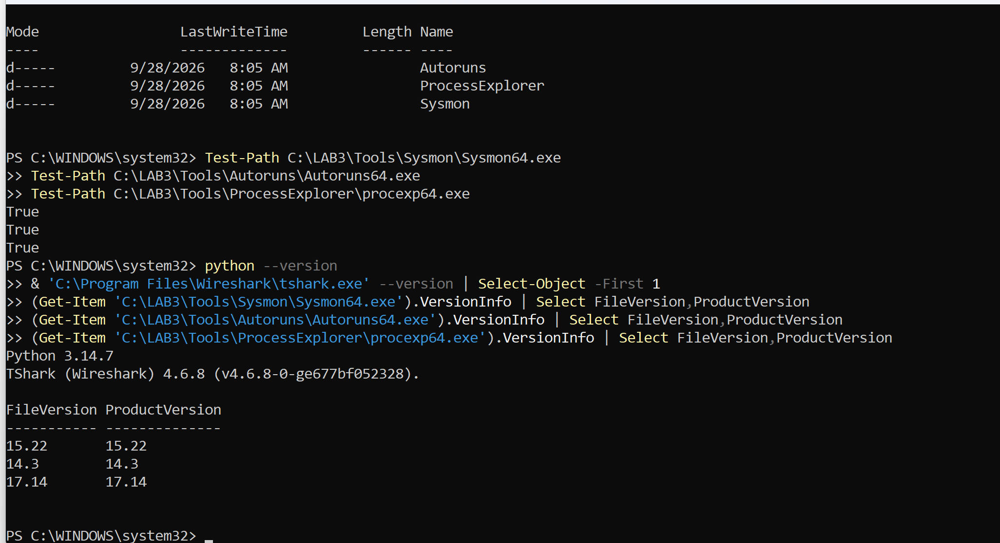 Mode                 LastWriteTime         Length Name
----                 -------------         ------ ----
d-----         9/28/2026   8:05 AM                Autoruns
d-----         9/28/2026   8:05 AM                ProcessExplorer
d-----         9/28/2026   8:05 AM                Sysmon
PS C:\WINDOWS\system32> Test-Path C:\LAB3\Tools\Sysmon\Sysmon64.exe
>> Test-Path C:\LAB3\Tools\Autoruns\Autoruns64.exe
>> Test-Path C:\LAB3\Tools\ProcessExplorer\procexp64.exe
True
True
True
PS C:\WINDOWS\system32> python --version
>> & 'C:\Program Files\Wireshark\tshark.exe' --version | Select-Object -First 1
>> (Get-Item 'C:\LAB3\Tools\Sysmon\Sysmon64.exe').VersionInfo | Select FileVersion,ProductVersion
>> (Get-Item 'C:\LAB3\Tools\Autoruns\Autoruns64.exe').VersionInfo | Select FileVersion,ProductVersion
>> (Get-Item 'C:\LAB3\Tools\ProcessExplorer\procexp64.exe').VersionInfo | Select FileVersion,ProductVersion
Python 3.14.7
TShark (Wireshark) 4.6.8 (v4.6.8-0-ge677bf052328).
FileVersion ProductVersion
----------- --------------
15.22       15.22
14.3        14.3
17.14       17.14
PS C:\WINDOWS\system32>